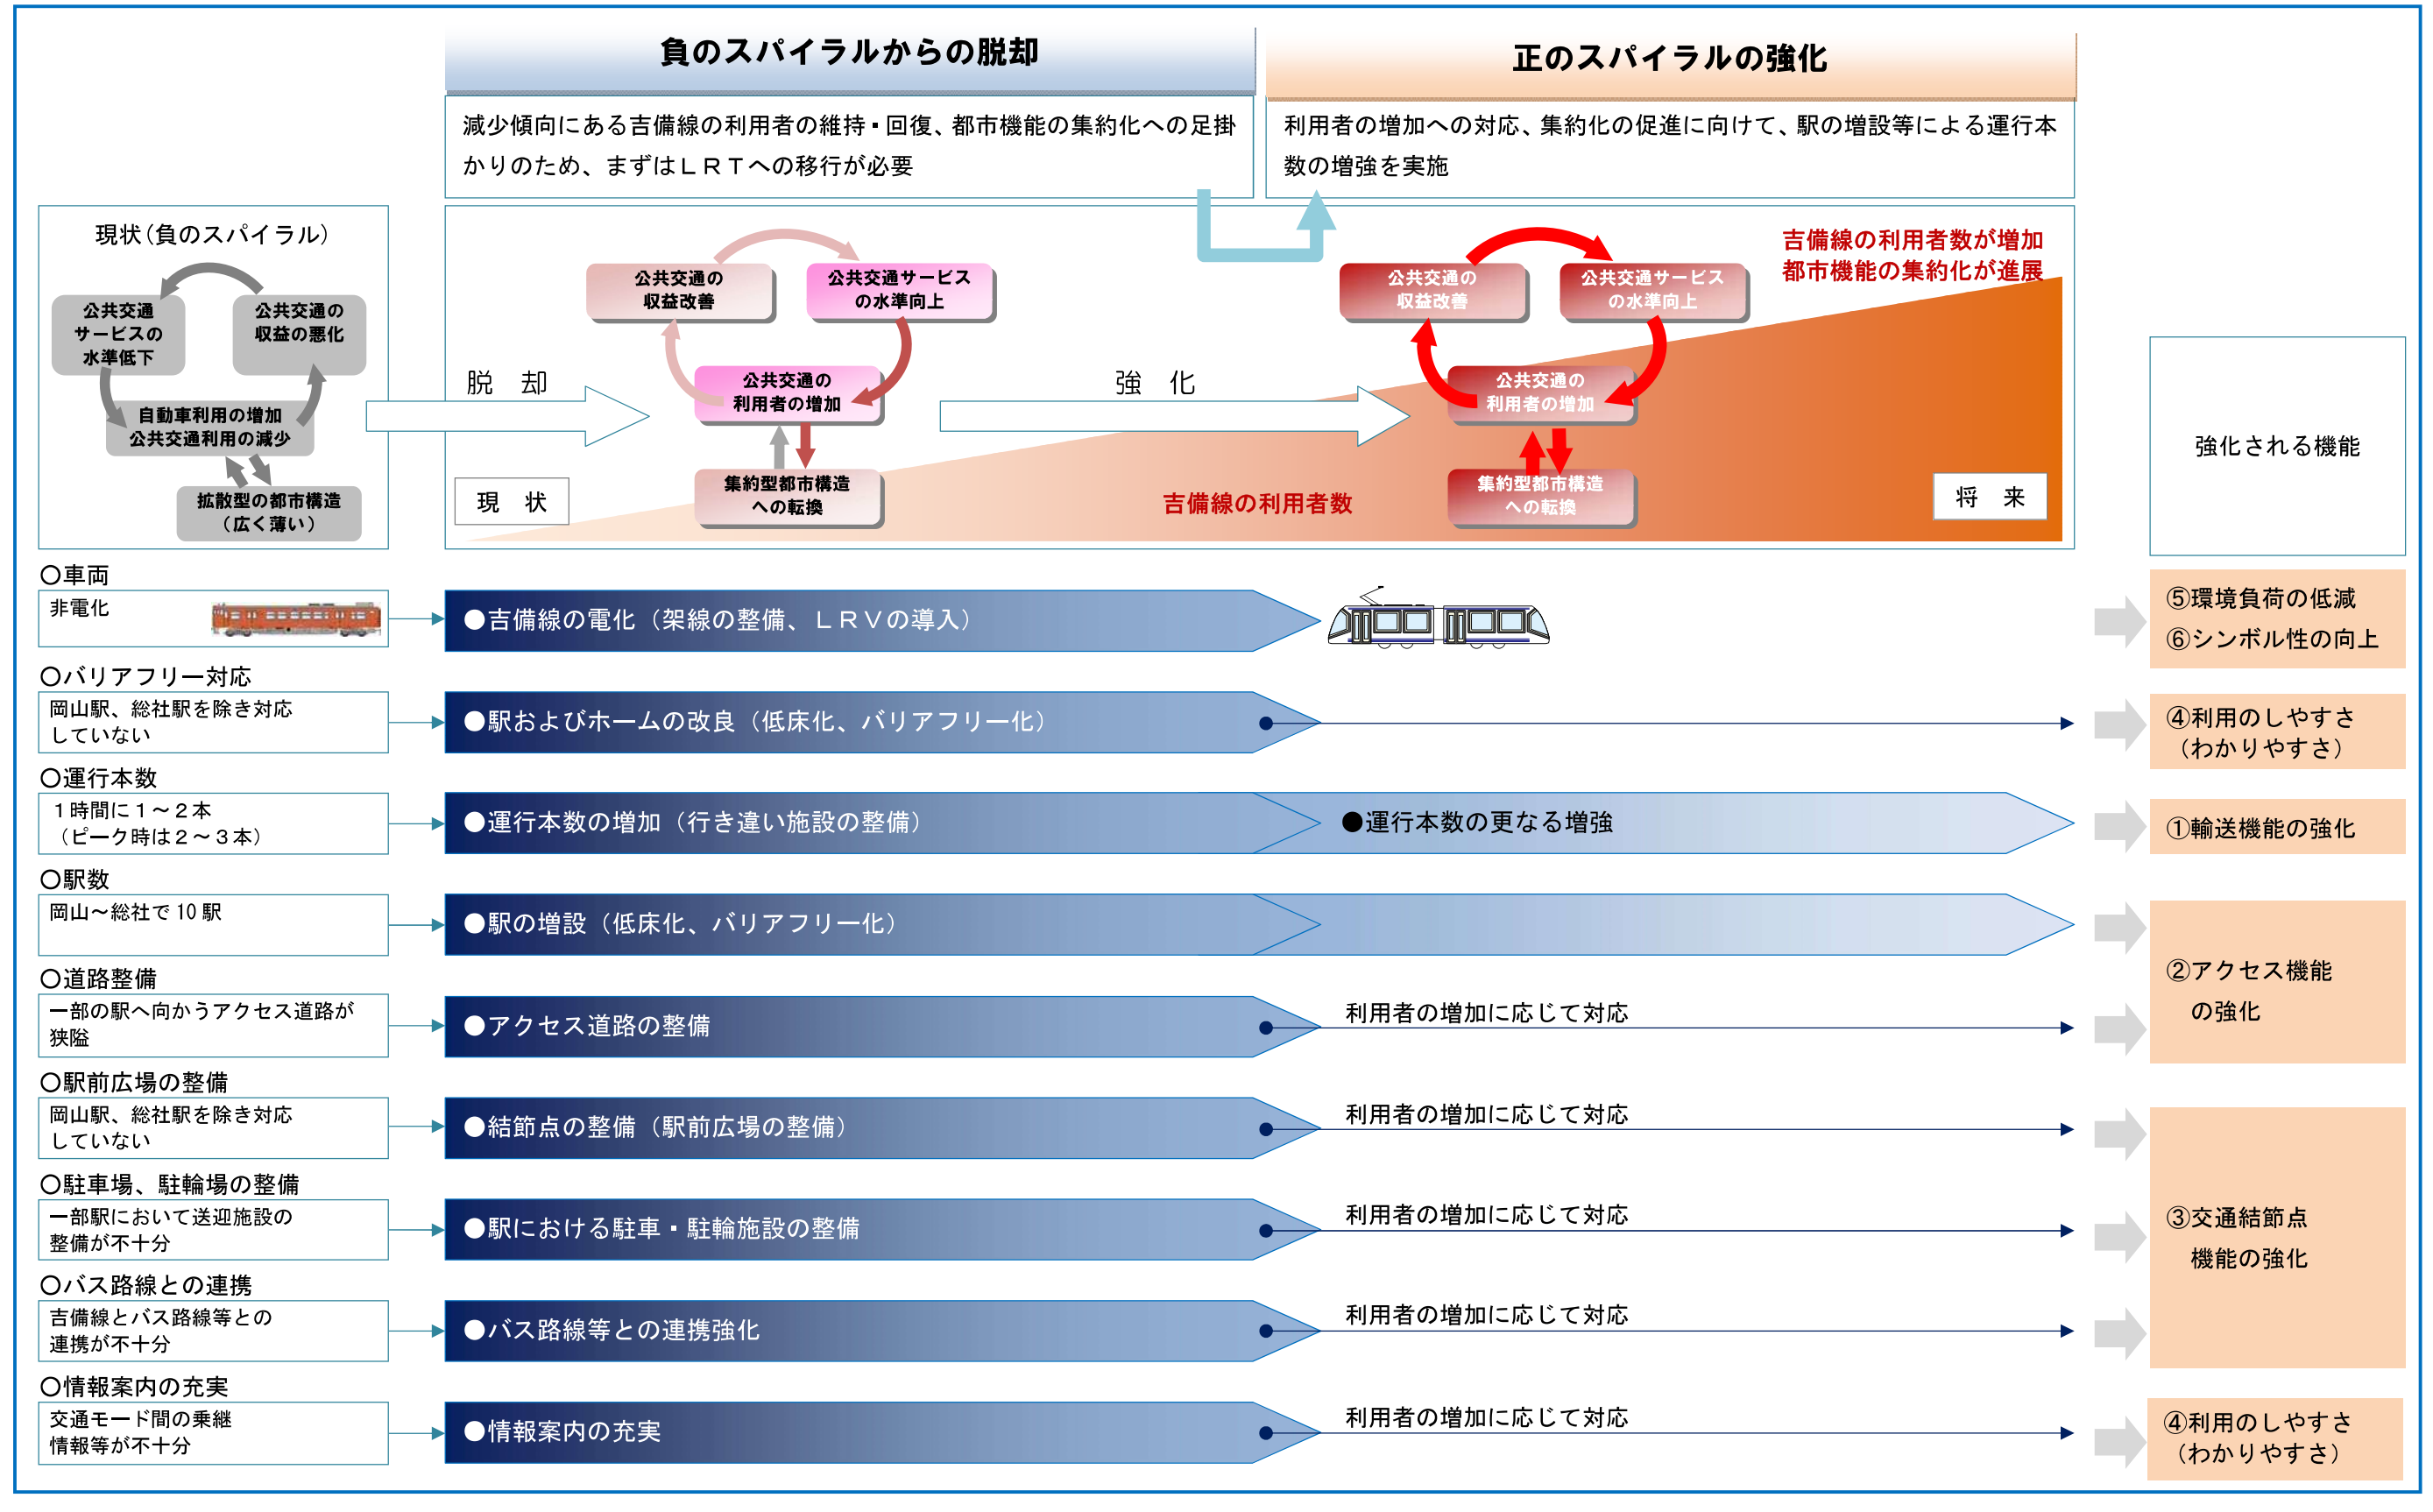 負のスパイラルからの脱却
正のスパイラルの強化
減少傾向にある吉備線の利用者の維持・回復、都市機能の集約化への足掛
かりのため、まずはＬＲＴへの移行が必要
利用者の増加への対応、集約化の促進に向けて、駅の増設等による運行本
数の増強を実施
現状（負のスパイラル）
公共交通
サービスの
水準低下
公共交通の
収益の悪化
自動車利用の増加
公共交通利用の減少
拡散型の都市構造
（広く薄い）
脱　却
現　状
公共交通の
収益改善
公共交通サービス
の水準向上
公共交通の
利用者の増加
集約型都市構造
への転換
強　化
吉備線の利用者数
公共交通の
収益改善
公共交通サービス
の水準向上
公共交通の
利用者の増加
集約型都市構造
への転換
吉備線の利用者数が増加
都市機能の集約化が進展
将　来
強化される機能
〇車両
非電化
●吉備線の電化（架線の整備、ＬＲＶの導入）
⑤環境負荷の低減
⑥シンボル性の向上
〇バリアフリー対応
岡山駅、総社駅を除き対応
していない
●駅およびホームの改良（低床化、バリアフリー化）
④利用のしやすさ
（わかりやすさ）
〇運行本数
１時間に１～２本
（ピーク時は２～３本）
●運行本数の増加（行き違い施設の整備）
●運行本数の更なる増強
①輸送機能の強化
〇駅数
岡山～総社で 10 駅
●駅の増設（低床化、バリアフリー化）
②アクセス機能
の強化
〇道路整備
一部の駅へ向かうアクセス道路が
狭隘
●アクセス道路の整備
利用者の増加に応じて対応
〇駅前広場の整備
岡山駅、総社駅を除き対応
していない
●結節点の整備（駅前広場の整備）
利用者の増加に応じて対応
③交通結節点
機能の強化
〇駐車場、駐輪場の整備
一部駅において送迎施設の
整備が不十分
●駅における駐車・駐輪施設の整備
利用者の増加に応じて対応
〇バス路線との連携
吉備線とバス路線等との
連携が不十分
●バス路線等との連携強化
利用者の増加に応じて対応
〇情報案内の充実
交通モード間の乗継
情報等が不十分
●情報案内の充実
利用者の増加に応じて対応
④利用のしやすさ
（わかりやすさ）